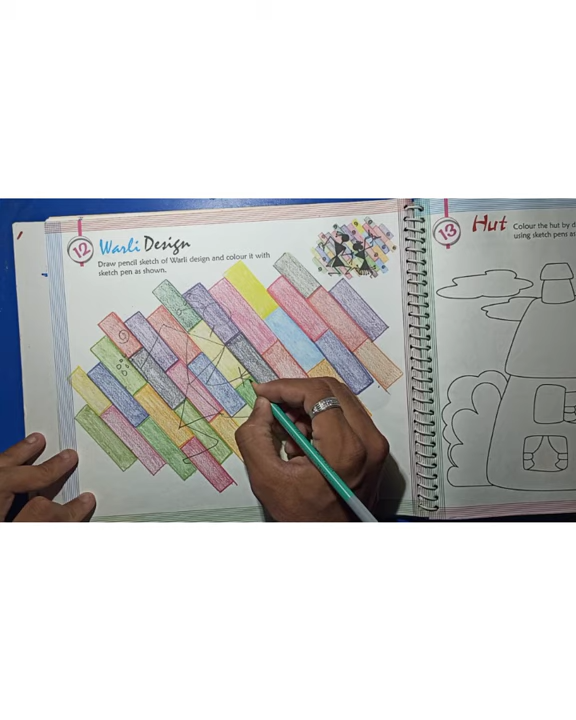 12 Warli Design
Draw pencil sketch of Warli design and colour it with
sketch pen as shown.
13 Hut
Colour the hut by
using sketch pens